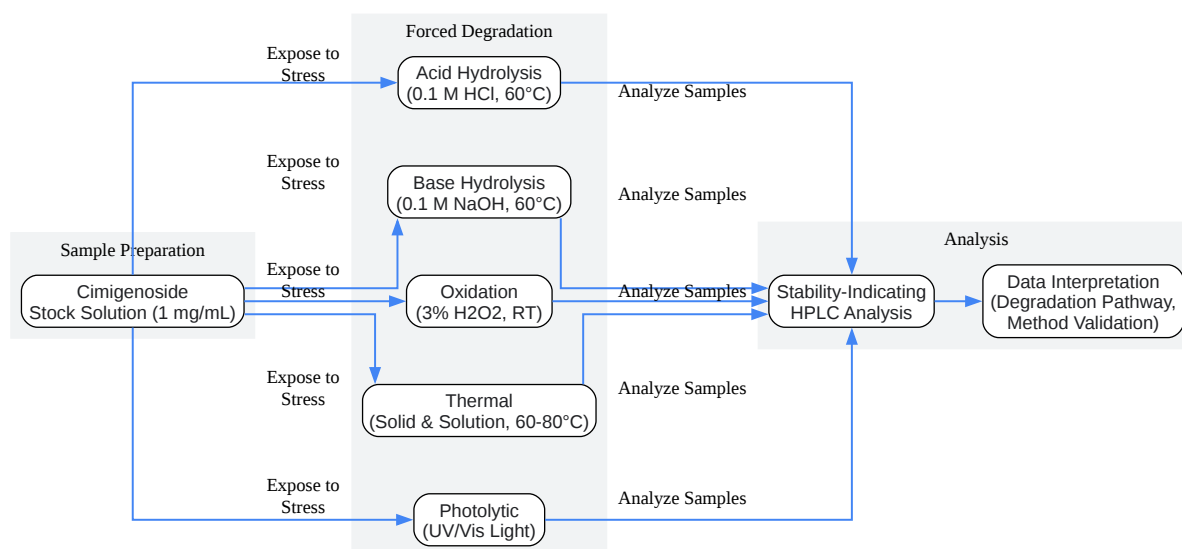 Forced Degradation
Expose to
Stress
Acid Hydrolysis
(0.1 M HCl, 60°C)
Analyze Samples
Expose to
Stress
Base Hydrolysis
(0.1 M NaOH, 60°C)
Analyze Samples
Sample Preparation
Analysis
Cimigenoside
Stock Solution (1 mg/mL)
Expose to
Stress
Oxidation
(3% H2O2, RT)
Analyze Samples
Stability-Indicating
HPLC Analysis
Data Interpretation
(Degradation Pathway,
Method Validation)
Expose to
Stress
Thermal
(Solid & Solution, 60-80°C)
Analyze Samples
Expose to
Stress
Photolytic
(UV/Vis Light)
Analyze Samples